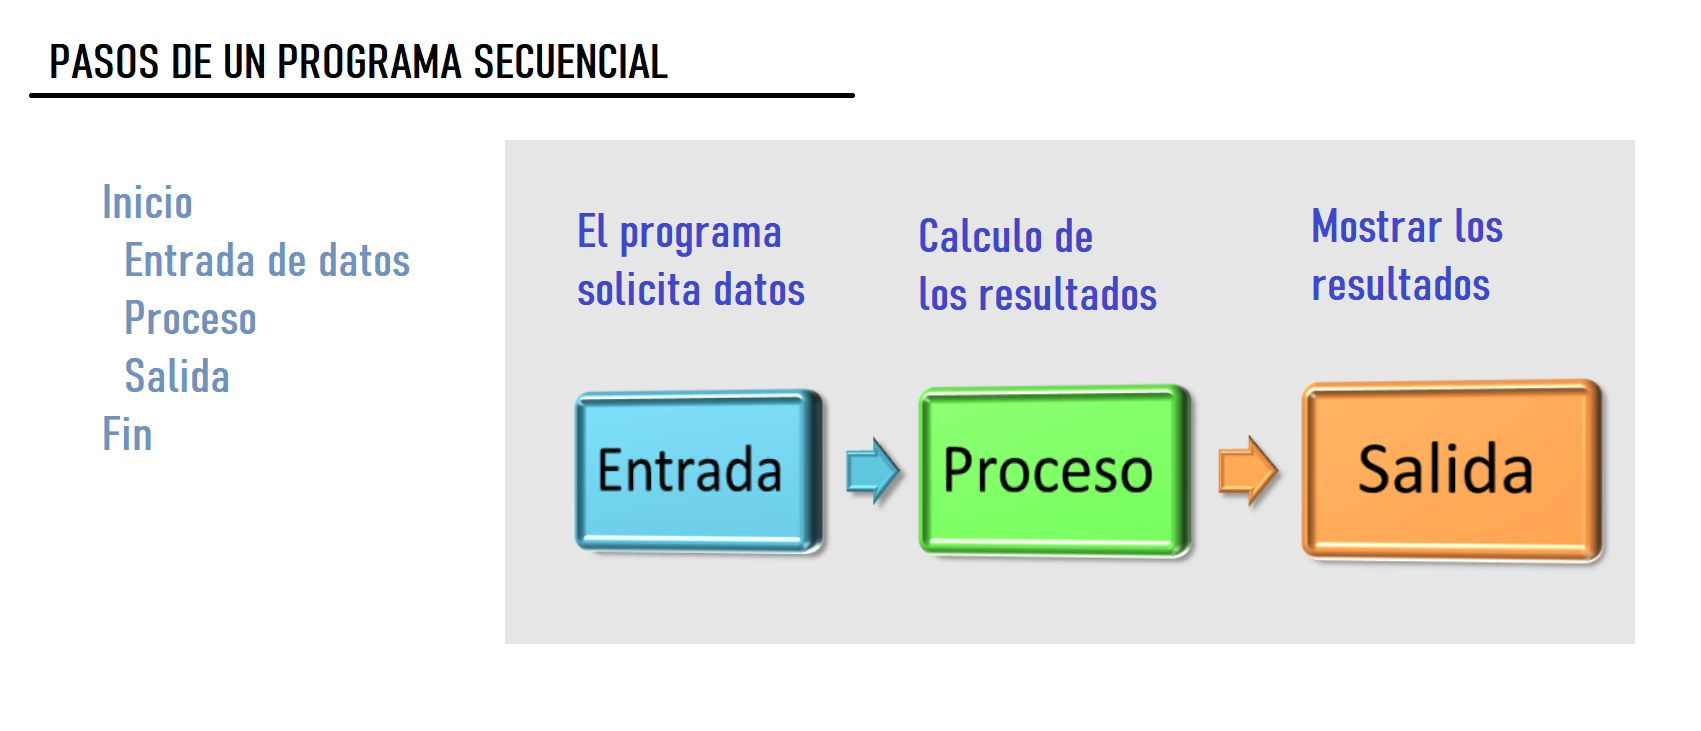 PASOS DE UN PROGRAMA SECUENCIAL
Inicio
Entrada de datos
Proceso
Salida
Fin
El programa
solicita datos
Calculo de
los resultados
Mostrar los
resultados
Entrada
Proceso
Salida